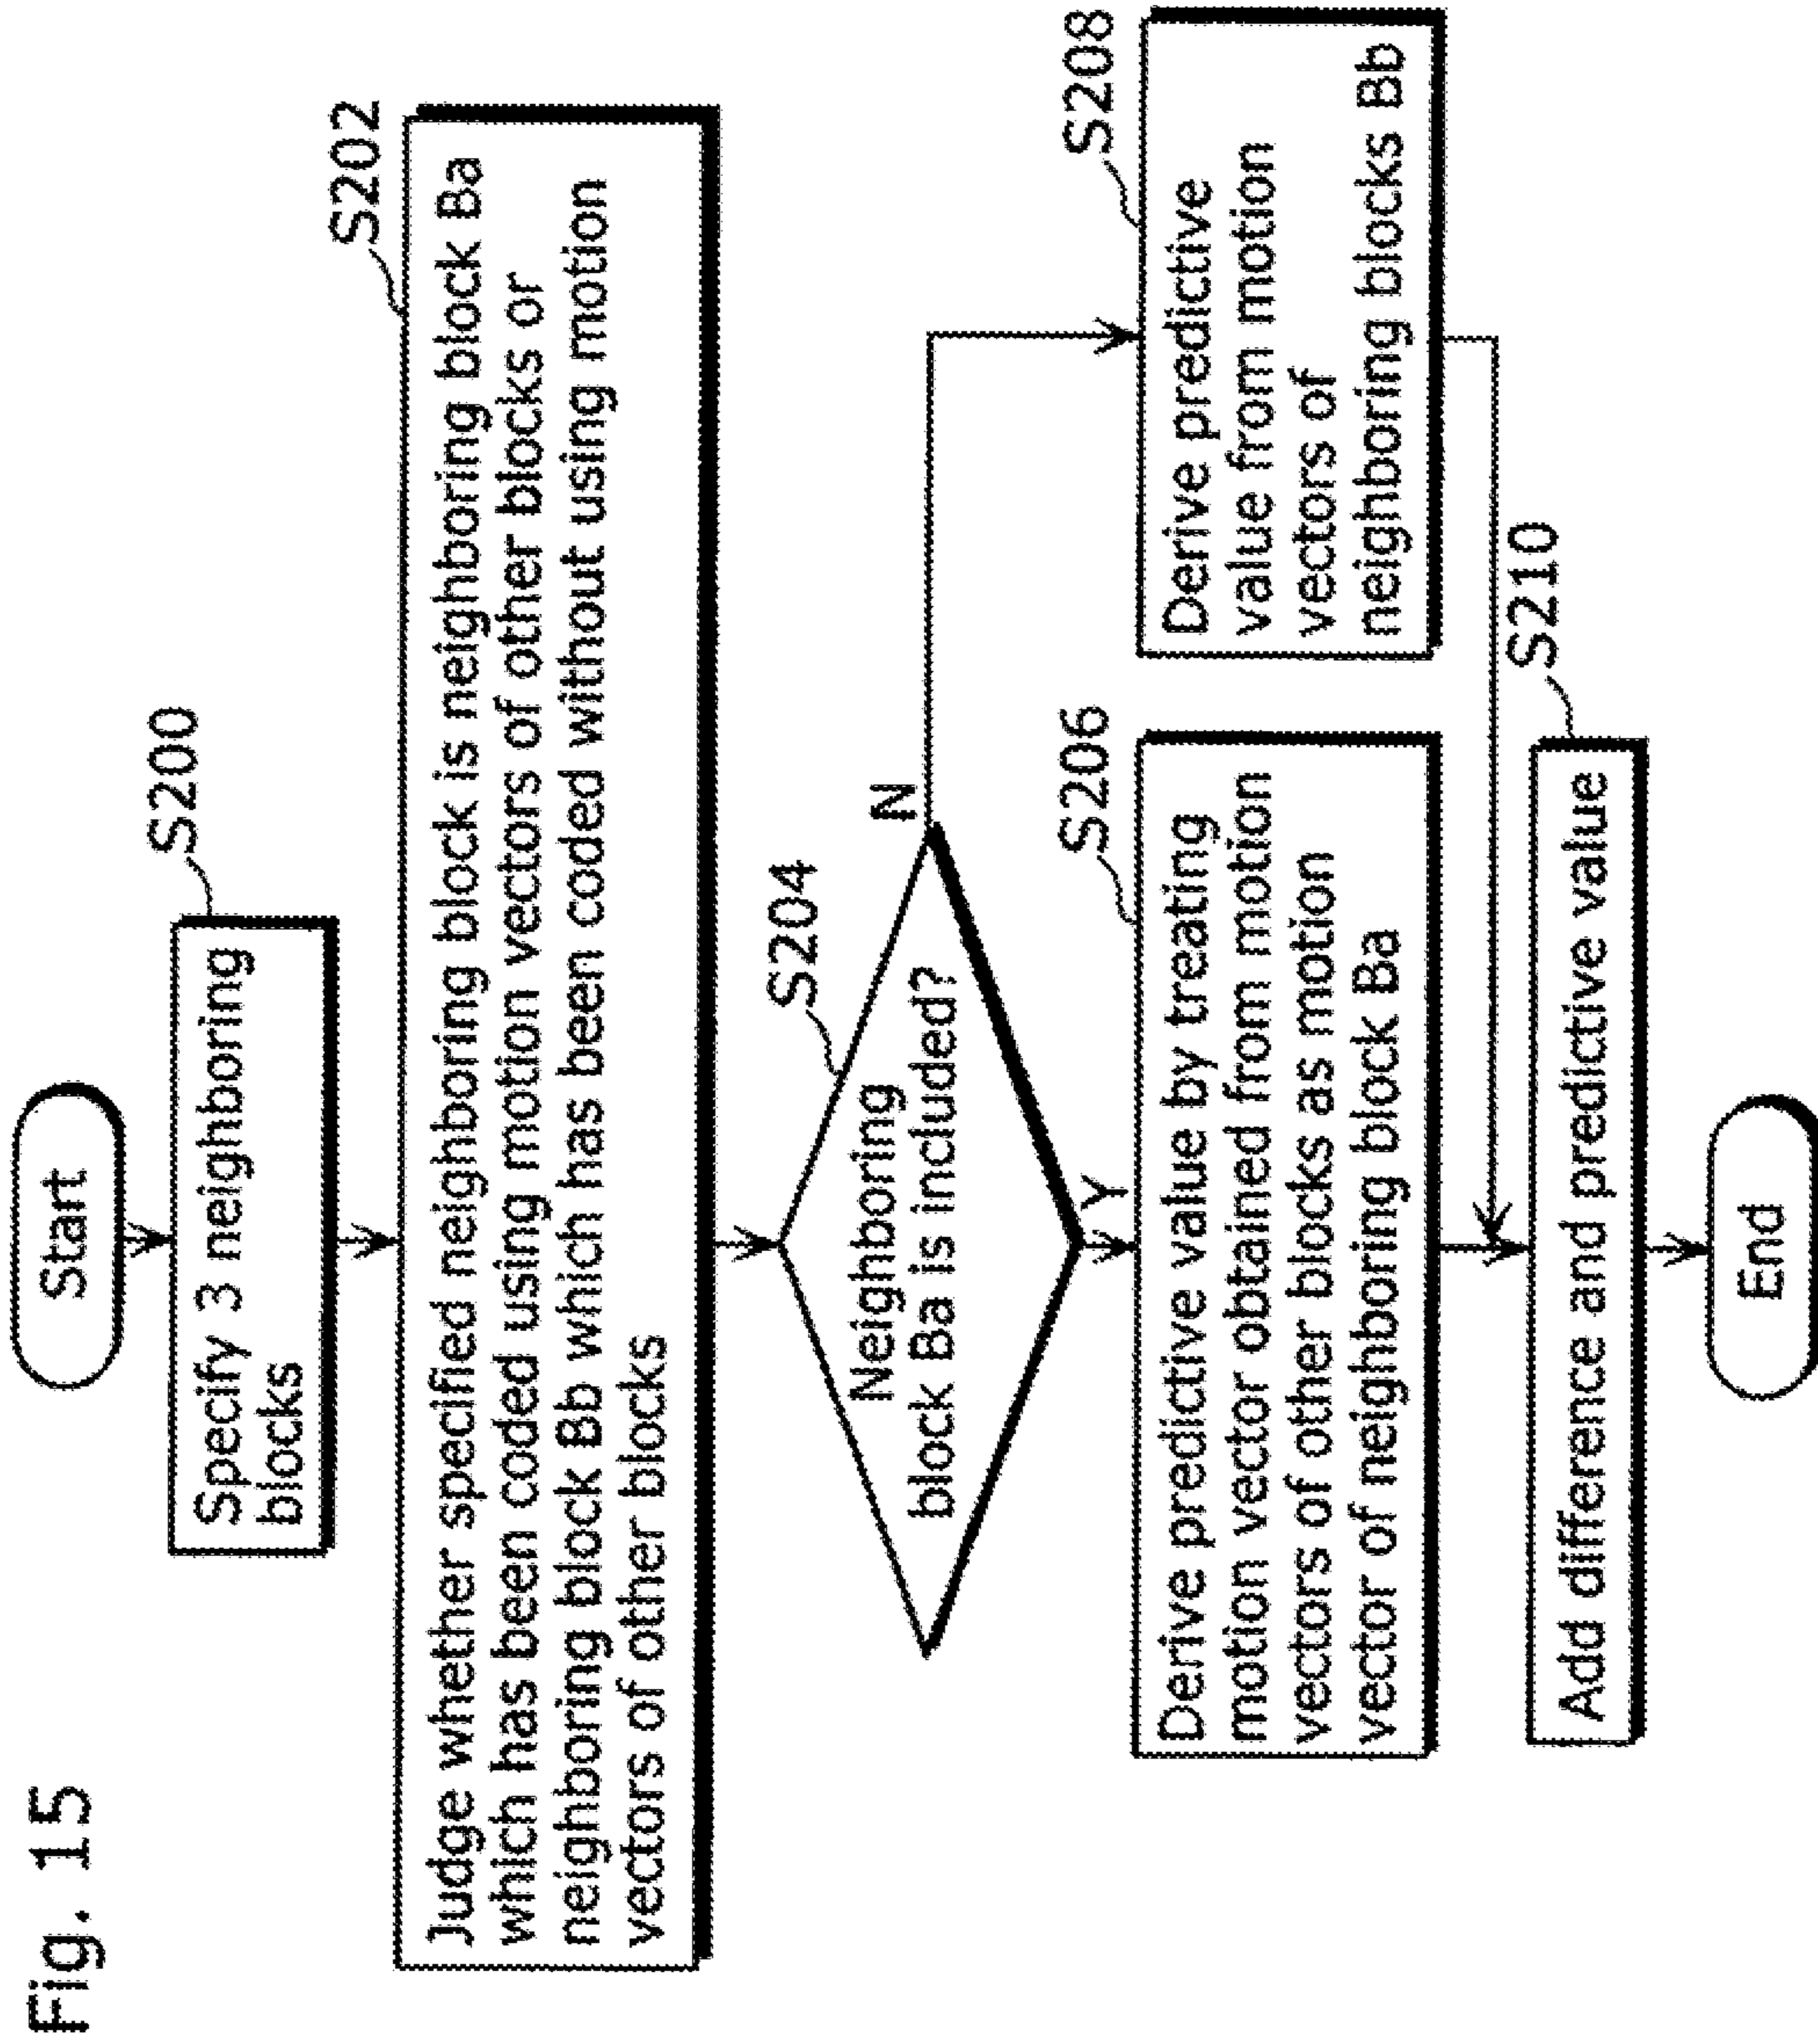 Fig. 15
Start
S200
Specify 3 neighboring
blocks
S202
Judge whether specified neighboring block is neighboring block Ba
which has been coded using motion vectors of other blocks or
neighboring block Bb which has been coded without using motion
vectors of other blocks
S204
Neighboring
block Ba is included?
N
Y
S206
Derive predictive value by treating
motion vector obtained from motion
vectors of other blocks as motion
vector of neighboring block Ba
S208
Derive predictive
value from motion
vectors of
neighboring blocks Bb
S210
Add difference and predictive value
End